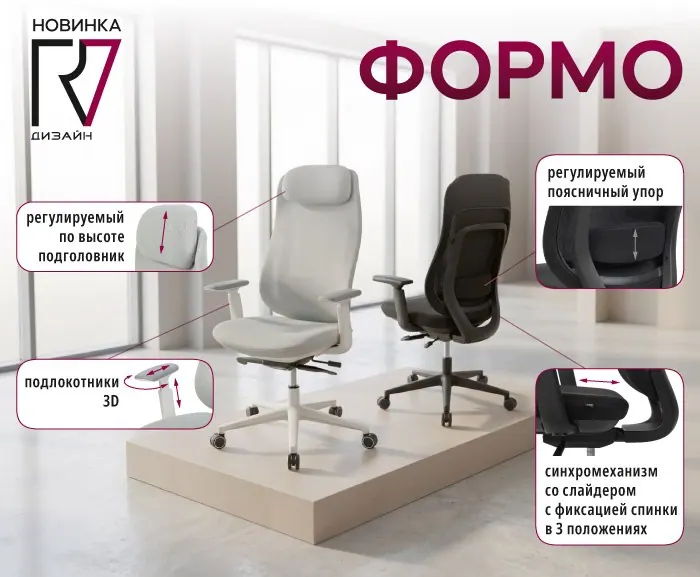 НОВИНКА
R7
ДИЗАЙН
ФОРМО
регулируемый
по высоте
подголовник
регулируемый
поясничный упор
подлокотники
3D
синхромеханизм
со слайдером
с фиксацией спинки
в 3 положениях